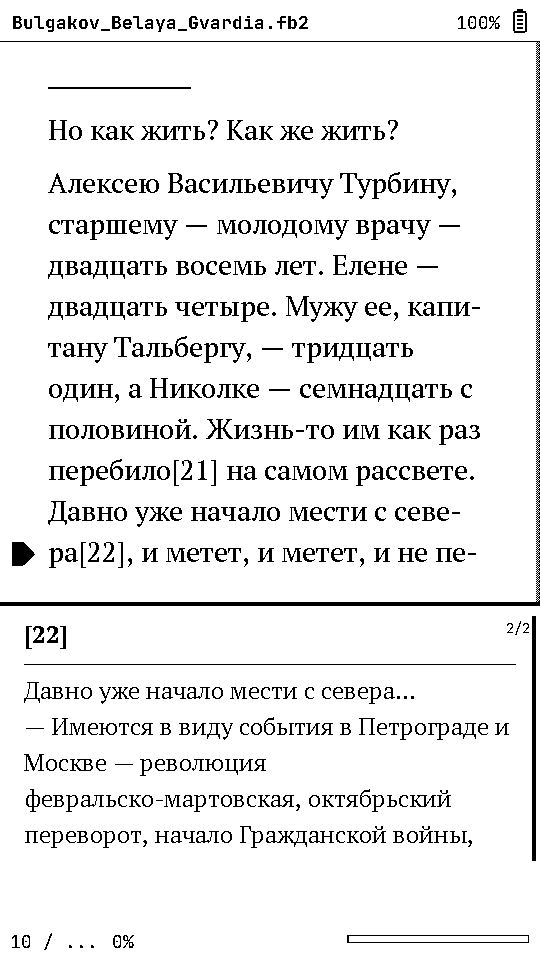 Bulgakov_Belaya_Gvardia.fb2 100%
Но как жить? Как же жить?
Алексею Васильевичу Турбину,
старшему — молодому врачу —
двадцать восемь лет. Елене —
двадцать четыре. Мужу ее, капи-
тану Тальбергу, — тридцать
один, а Николке — семнадцать с
половиной. Жизнь-то им как раз
перебило[21] на самом рассвете.
Давно уже начало мести с севе-
ра[22], и метет, и метет, и не пе-
[22] 2/2
Давно уже начало мести с севера...
— Имеются в виду события в Петрограде и
Москве — революция
февральско-мартовская, октябрьский
переворот, начало Гражданской войны,
10 / ... 0%